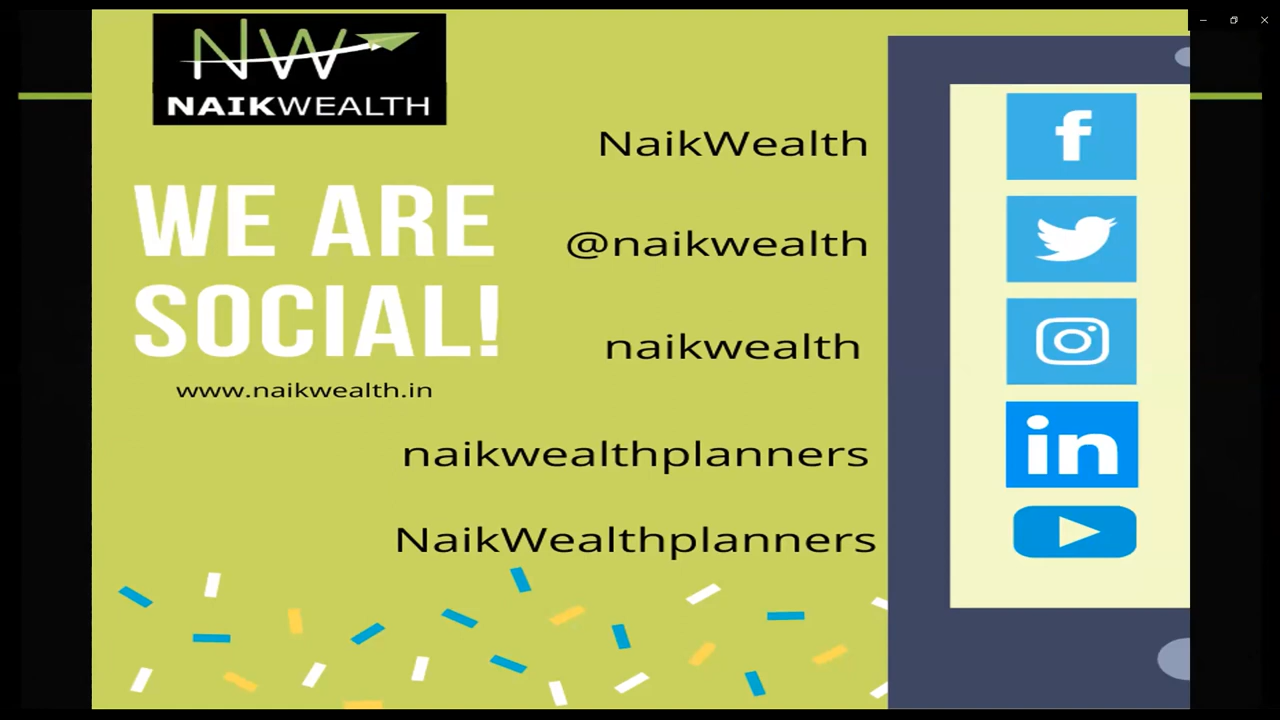 NW
NAIKWEALTH
WE ARE
SOCIAL!
www.naikwealth.in
NaikWealth
@naikwealth
naikwealth
naikwealthplanners
NaikWealthplanners
f
in